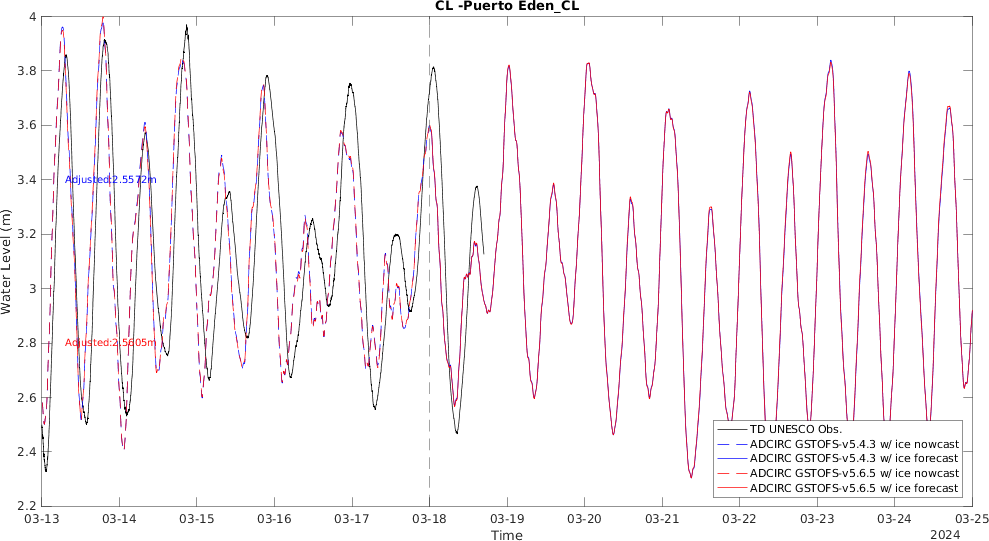 CL -Puerto Eden_CL
4
3.8
3.6
3.4
3.2
3
2.8
2.6
2.4
2.2
Water Level (m)
Adjusted:2.5572m
Adjusted:2.5605m
TD UNESCO Obs.
ADCIRC GSTOFS-v5.4.3 w/ ice nowcast
ADCIRC GSTOFS-v5.4.3 w/ ice forecast
ADCIRC GSTOFS-v5.6.5 w/ ice nowcast
ADCIRC GSTOFS-v5.6.5 w/ ice forecast
03-13 03-14 03-15 03-16 03-17 03-18 03-19 03-20 03-21 03-22 03-23 03-24 03-25
Time
2024